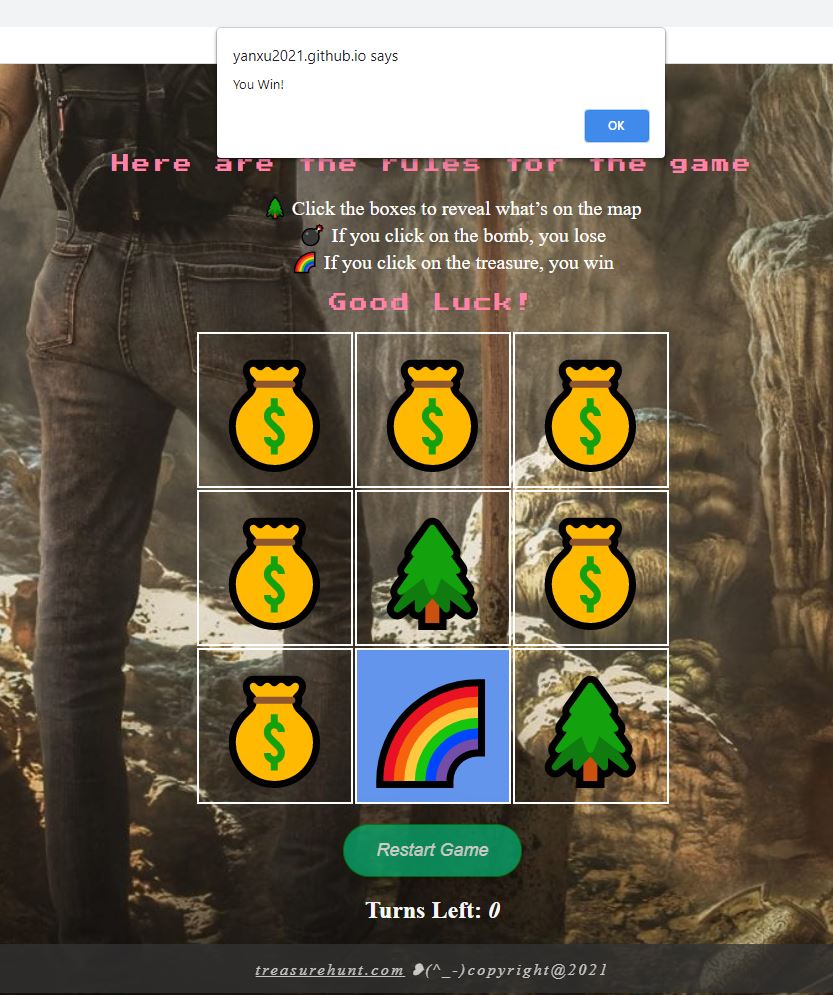 yanxu2021.github.io says
You Win!
OK
Here are the rules for the game
🌲 Click the boxes to reveal what’s on the map
💣 If you click on the bomb, you lose
🌈 If you click on the treasure, you win
Good Luck!
$ $ $
$ $
$
Restart Game
Turns Left: 0
treasurehunt.com ❥(^_-)copyright@2021